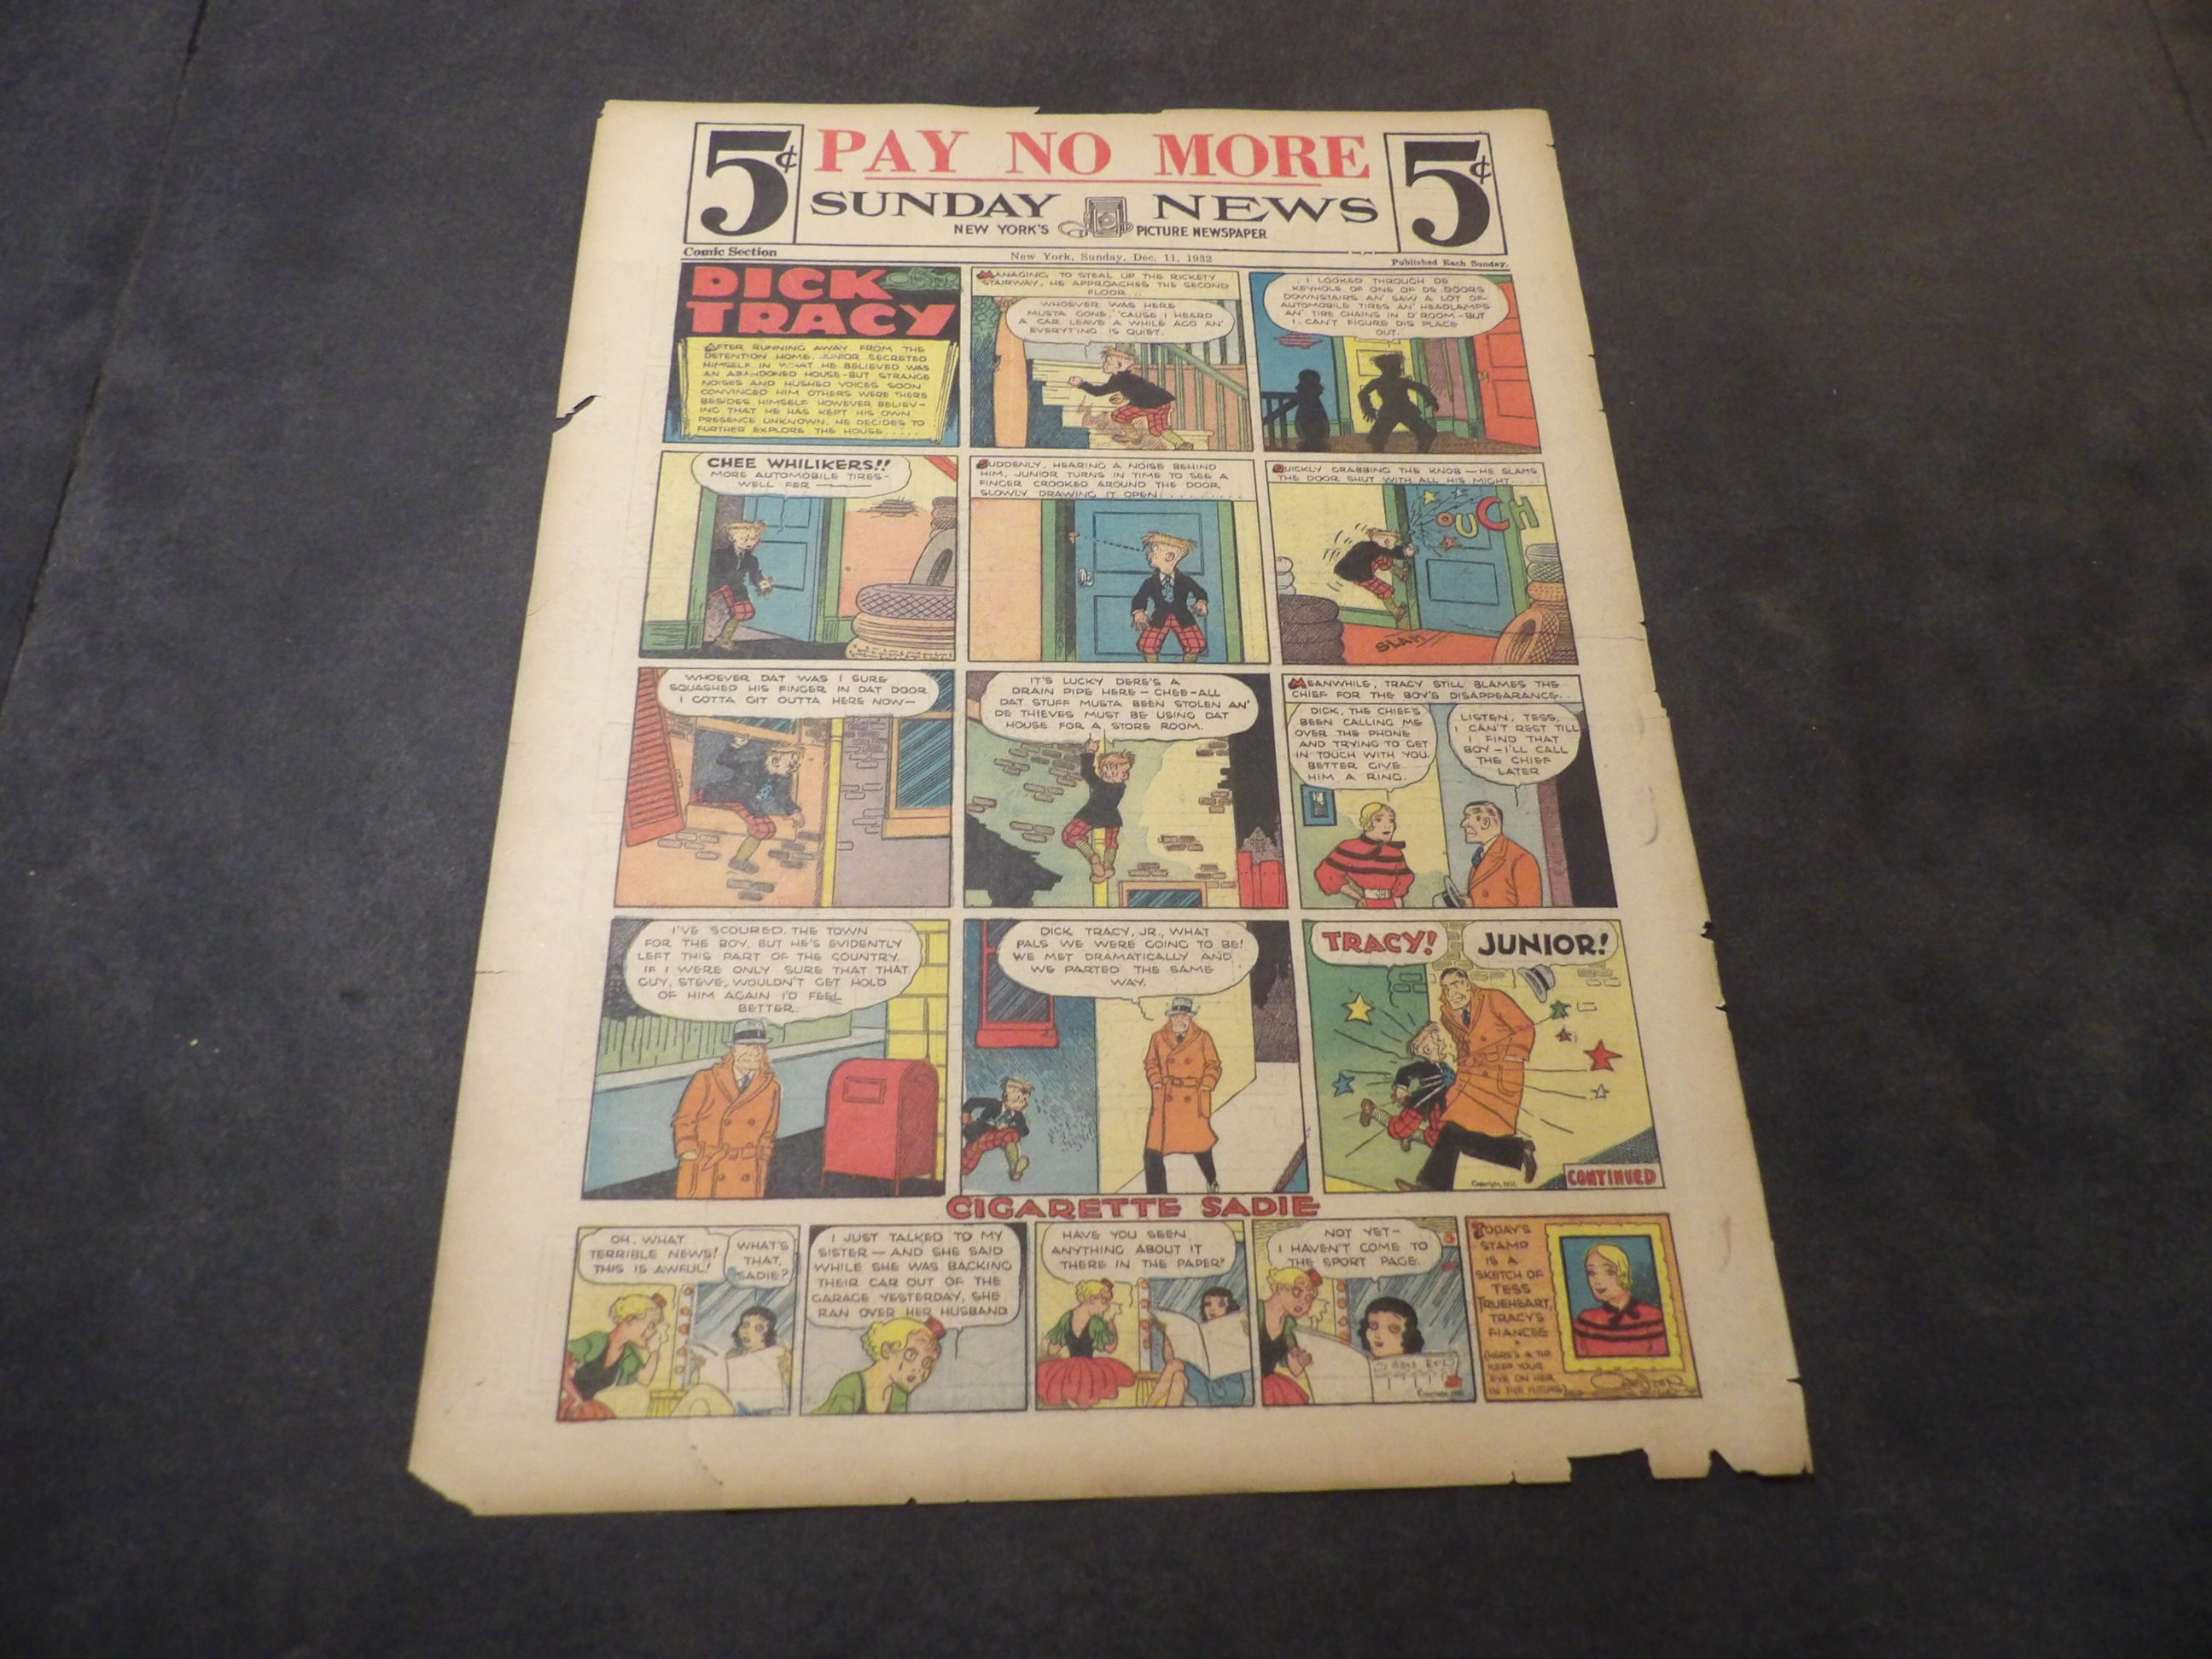 5¢ PAY NO MORE 5¢
SUNDAY NEWS
NEW YORK'S PICTURE NEWSPAPER
Comic Section
New York, Sunday, Dec. 11, 1932
Published Each Sunday.
DICK
TRACY
AFTER RUNNING AWAY FROM THE
DETENTION HOME, JUNIOR SECRETED
HIMSELF IN WHAT HE BELIEVED WAS
AN ABANDONED HOUSE-BUT STRANGE
NOISES AND HUSHED VOICES SOON
CONVINCED HIM OTHERS WERE THERE
BESIDES HIMSELF HOWEVER, BELIEV-
ING THAT HE HAS KEPT HIS OWN
PRESENCE UNKNOWN, HE DECIDES TO
FURTHER EXPLORE THE HOUSE......
MANAGING TO STEAL UP THE RICKETY
STAIRWAY, HE APPROACHES THE SECOND
FLOOR...
WHOEVER WAS HERE
MUSTA GONE, 'CAUSE I HEARD
A CAR LEAVE A WHILE AGO AN'
EVERYTING IS QUIET.
I LOOKED THROUGH DE
KEYHOLE OF ONE OF DE DOORS
DOWNSTAIRS AN' SAW A LOT OF
AUTOMOBILE TIRES AN' HEADLAMPS
AN' TIRE CHAINS IN D' ROOM-BUT
I CAN'T FIGURE DIS PLACE
OUT.
CHEE WHILIKERS!!
MORE AUTOMOBILE TIRES-
WELL FER ———
SUDDENLY, HEARING A NOISE BEHIND
HIM, JUNIOR TURNS IN TIME TO SEE A
FINGER CROOKED AROUND THE DOOR,
SLOWLY DRAWING IT OPEN.........
QUICKLY GRABBING THE KNOB — HE SLAMS
THE DOOR SHUT WITH ALL HIS MIGHT....
OUCH
SLAM
WHOEVER DAT WAS I SURE
SQUASHED HIS FINGER IN DAT DOOR
I GOTTA GIT OUTTA HERE NOW—
IT'S LUCKY DERE'S A
DRAIN PIPE HERE — CHEE-ALL
DAT STUFF MUSTA BEEN STOLEN AN'
DE THIEVES MUST BE USING DAT
HOUSE FOR A STORE ROOM.
MEANWHILE, TRACY STILL BLAMES THE
CHIEF FOR THE BOY'S DISAPPEARANCE...
DICK, THE CHIEF'S
BEEN CALLING ME
OVER THE PHONE
AND TRYING TO GET
IN TOUCH WITH YOU.
BETTER GIVE
HIM A RING.
LISTEN, TESS,
I CAN'T REST TILL
I FIND THAT
BOY — I'LL CALL
THE CHIEF
LATER
I'VE SCOURED THE TOWN
FOR THE BOY, BUT HE'S EVIDENTLY
LEFT THIS PART OF THE COUNTRY.
IF I WERE ONLY SURE THAT THAT
GUY, STEVE, WOULDN'T GET HOLD
OF HIM AGAIN I'D FEEL
BETTER.
DICK TRACY, JR., WHAT
PALS WE WERE GOING TO BE!
WE MET DRAMATICALLY AND
WE PARTED THE SAME
WAY.
TRACY!
JUNIOR!
Copyright, 1932
CONTINUED
CIGARETTE SADIE
OH, WHAT
TERRIBLE NEWS!
THIS IS AWFUL!
WHAT'S
THAT,
SADIE?
I JUST TALKED TO MY
SISTER — AND SHE SAID
WHILE SHE WAS BACKING
THEIR CAR OUT OF THE
GARAGE YESTERDAY, SHE
RAN OVER HER HUSBAND
HAVE YOU SEEN
ANYTHING ABOUT IT
THERE IN THE PAPER?
NOT YET-
I HAVEN'T COME TO
THE SPORT PAGE.
TODAY'S
STAMP
IS A
SKETCH OF
TESS
TRUEHEART,
TRACY'S
FIANCEE
(HERE'S A TIP
KEEP YOUR
EYE ON HER
IN THE FUTURE)